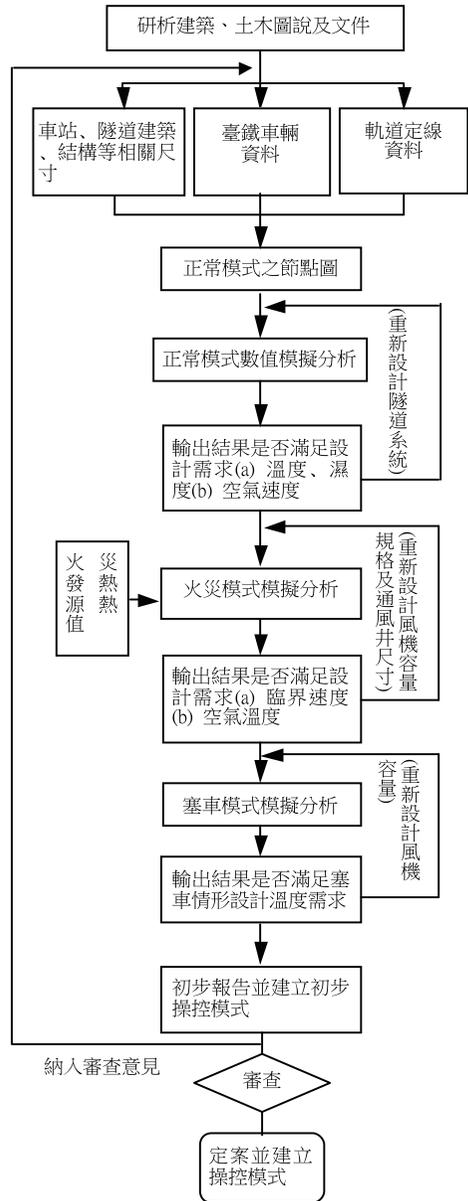 研析建築、土木圖說及文件
車站、隧道建築
、結構等相關尺
寸
臺鐵車輛
資料
軌道定線
資料
正常模式之節點圖
(重新設計隧道系統)
正常模式數值模擬分析
輸出結果是否滿足設
計需求(a) 溫度、濕
度(b) 空氣速度
(重新設計風機容量
規格及通風井尺寸)
火災
發熱
源熱
值
火災模式模擬分析
輸出結果是否滿足設
計需求(a) 臨界速度
(b) 空氣溫度
(重新設計風機
容量)
塞車模式模擬分析
輸出結果是否滿足塞
車情形設計溫度需求
初步報告並建立初步
操控模式
納入審查意見
審查
定案並建立
操控模式